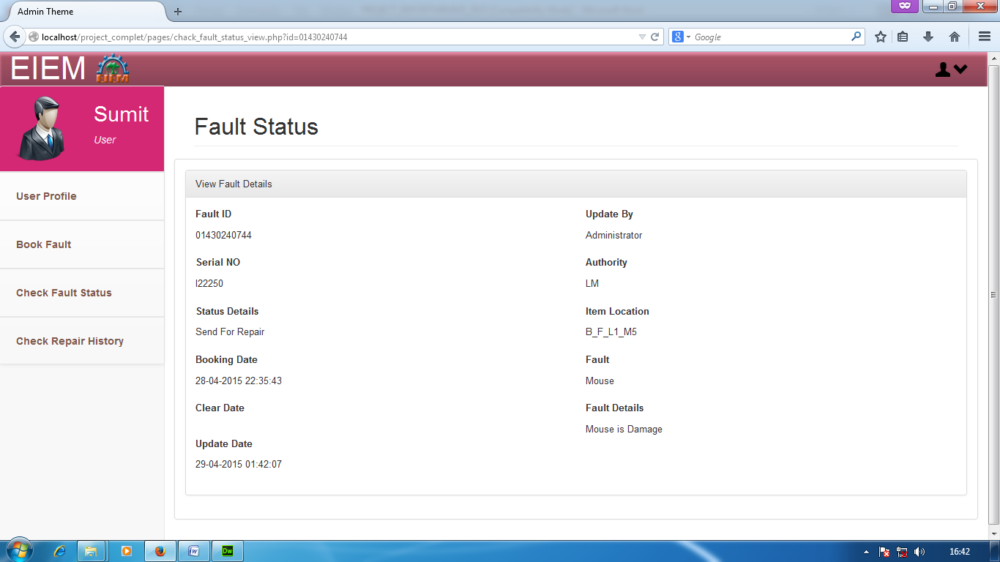 Admin Theme
localhost/project_complet/pages/chack_fault_status_view.php?id=01430240744
Google
EIEM
EIEM
Sumit
User
User Profile
Book Fault
Check Fault Status
Check Repair History
Fault Status
View Fault Details
Fault ID
01430240744
Serial NO
I22250
Status Details
Send For Repair
Booking Date
28-04-2015 22:35:43
Clear Date
Update Date
29-04-2015 01:42:07
Update By
Administrator
Authority
LM
Item Location
B_F_L1_M5
Fault
Mouse
Fault Details
Mouse is Damage
Dw
16:42